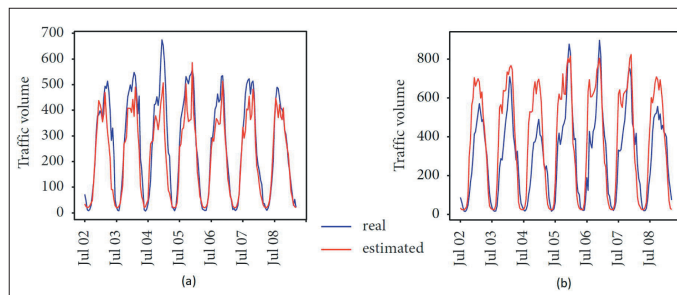 700
600
500
400
300
200
100
0
Traffic volume
Jul 02
Jul 03
Jul 04
Jul 05
Jul 06
Jul 07
Jul 08
(a)
real
estimated
800
600
400
200
0
Traffic volume
Jul 02
Jul 03
Jul 04
Jul 05
Jul 06
Jul 07
Jul 08
(b)